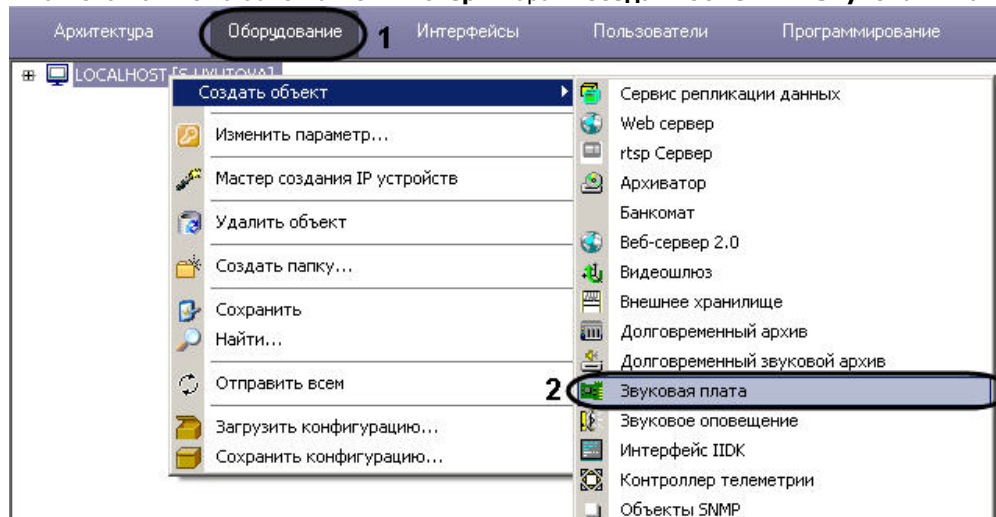 Архитектура Оборудование 1 Интерфейсы Пользователи Программирование
LOCALHOST
Создать объект
Изменить параметр...
Мастер создания IP устройств
Удалить объект
Создать папку...
Сохранить
Найти...
Отправить всем
Загрузить конфигурацию...
Сохранить конфигурацию...
Сервис репликации данных
Web сервер
rtsp Сервер
Архиватор
Банкомат
Веб-сервер 2.0
Видеошлюз
Внешнее хранилище
Долговременный архив
Долговременный звуковой архив
2 Звуковая плата
Звуковое оповещение
Интерфейс IIDK
Контроллер телеметрии
Объекты SNMP